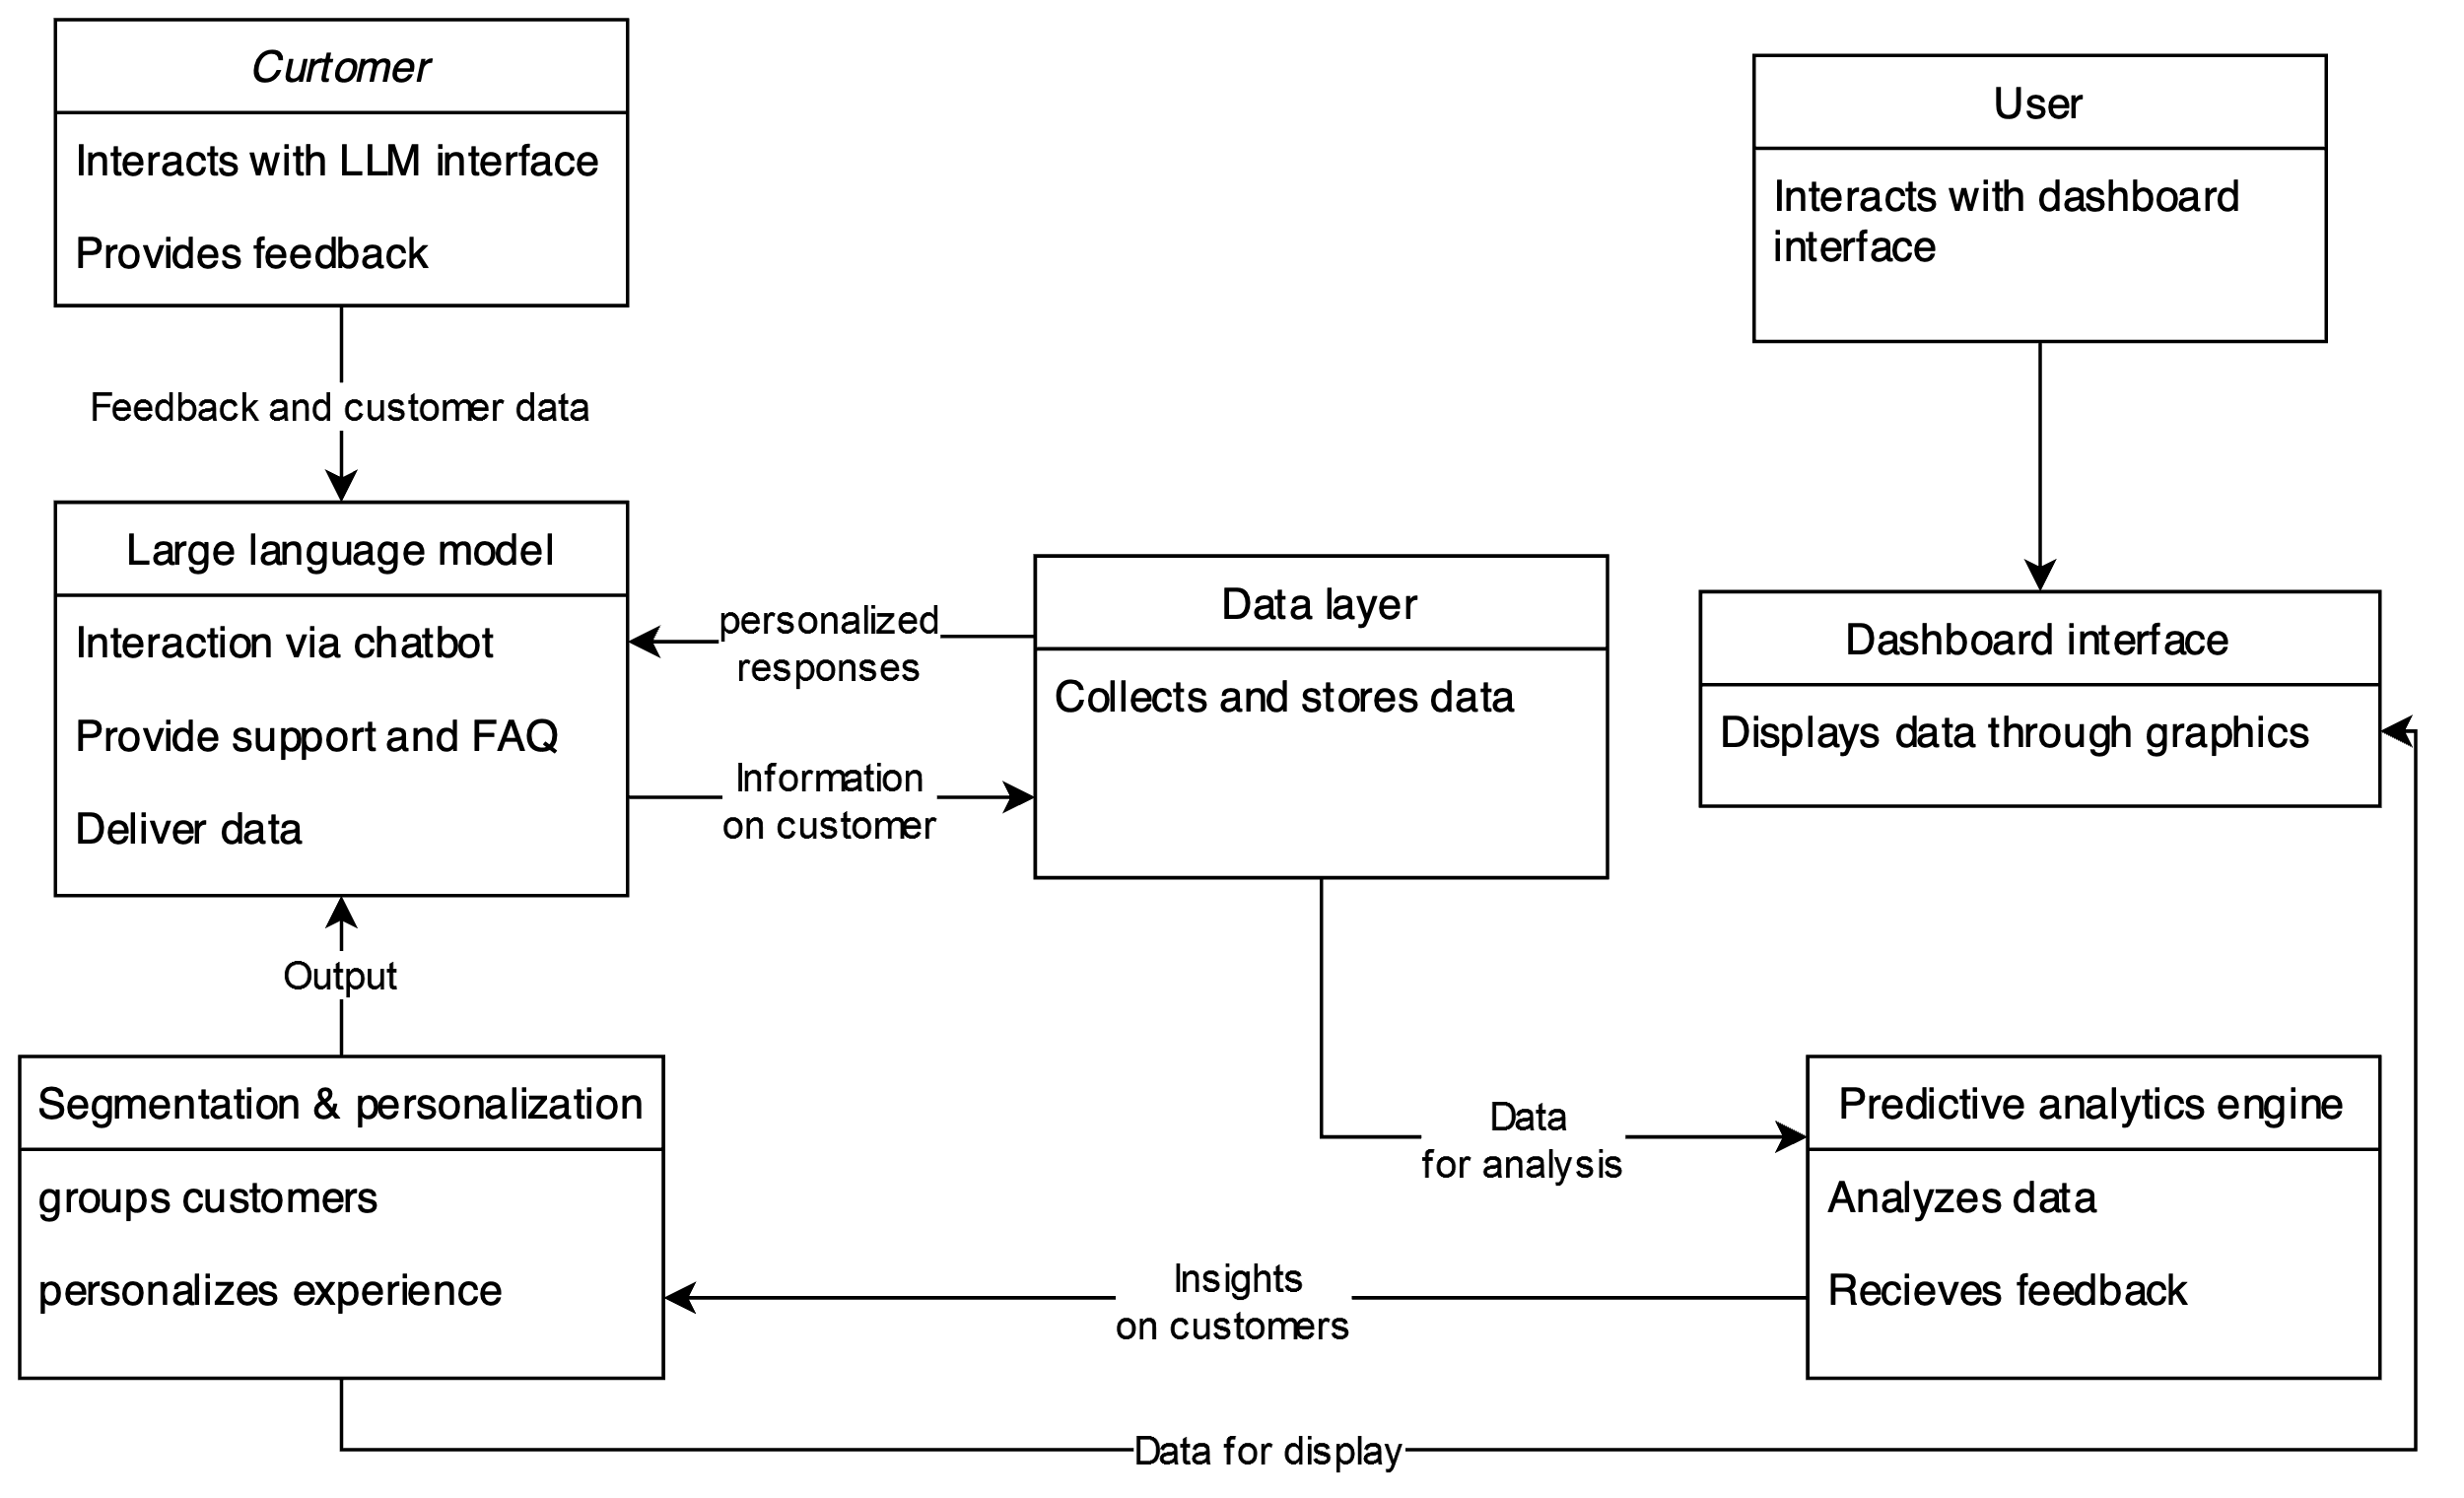 Curtomer
Interacts with LLM interface
Provides feedback
User
Interacts with dashboard
interface
Feedback and customer data
Large language model
Interaction via chatbot
Provide support and FAQ
Deliver data
personalized
responses
Information
on customer
Data layer
Collects and stores data
Dashboard interface
Displays data through graphics
Output
Segmentation & personalization
groups customers
personalizes experience
Data
for analysis
Predictive analytics engine
Analyzes data
Recieves feedback
Insights
on customers
Data for display